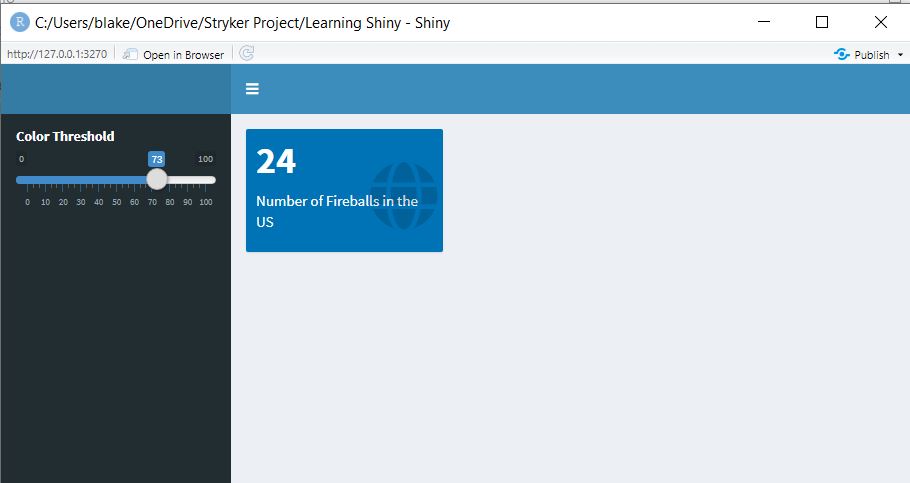 C:/Users/blake/OneDrive/Stryker Project/Learning Shiny - Shiny
http://127.0.0.1:3270 Open in Browser Publish
Color Threshold
0 73 100
0 10 20 30 40 50 60 70 80 90 100
24
Number of Fireballs in the
US